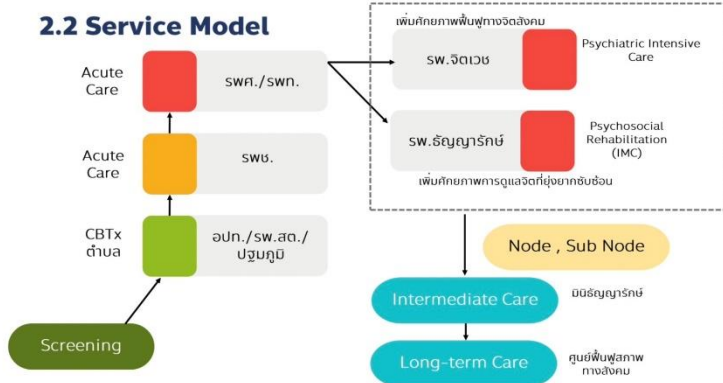 2.2 Service Model
Acute
Care
รพศ./รพท.
Acute
Care
รพช.
CBTx
ตำบล
อปท./รพ.สต./
ปฐมภูมิ
Screening
เพิ่มศักยภาพฟื้นฟูทางจิตสังคม
รพ.จิตเวช
Psychiatric Intensive
Care
รพ.ธัญญารักษ์
Psychosocial
Rehabilitation
(IMC)
เพิ่มศักยภาพการดูแลจิตที่ยุ่งยากซับซ้อน
Node , Sub Node
Intermediate Care
มินิธัญญารักษ์
Long-term Care
ศูนย์ฟื้นฟูสภาพ
ทางสังคม